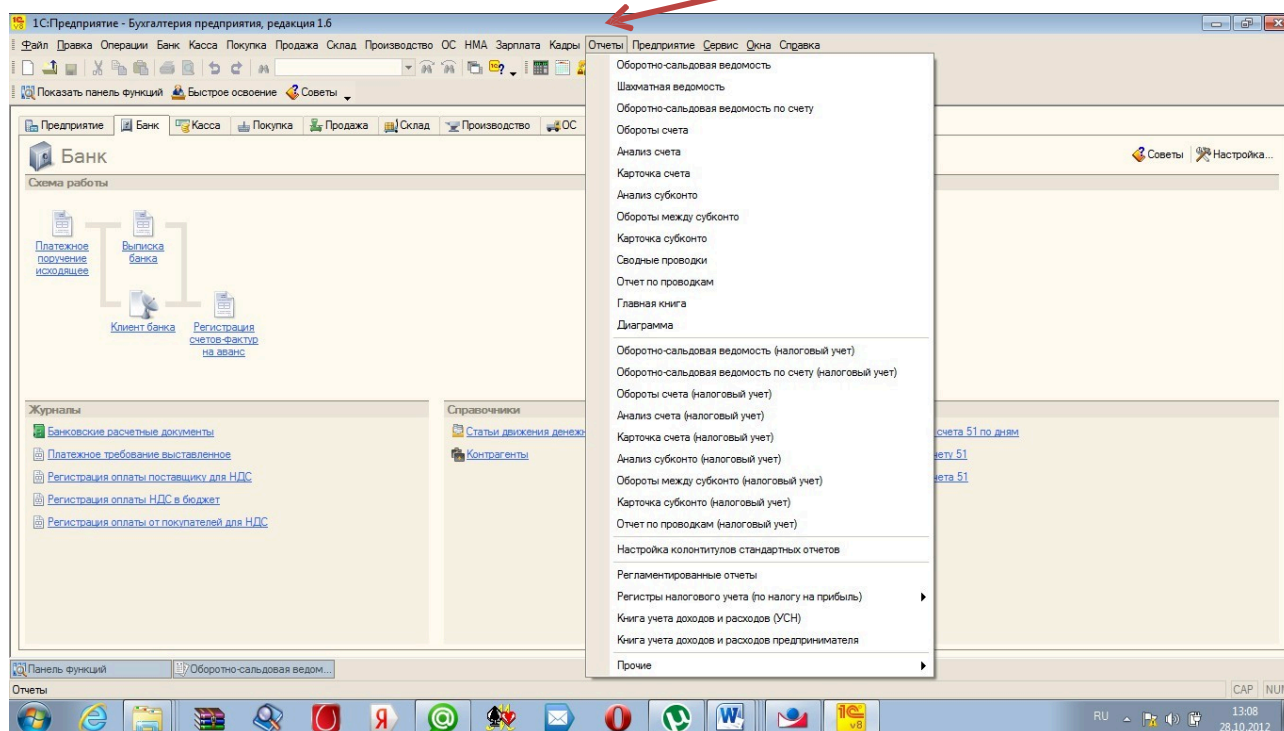 1С:Предприятие - Бухгалтерия предприятия, редакция 1.6
Файл Правка Операции Банк Касса Покупка Продажа Склад Производство ОС НМА Зарплата Кадры Отчеты Предприятие Сервис Окна Справка
Показать панель функций Быстрое освоение Советы
Предприятие Банк Касса Покупка Продажа Склад Производство ОС
Банк
Советы Настройка...
Схема работы
Платежное
поручение
исходящее
Выписка
банка
Клиент банка
Регистрация
счетов-фактур
на аванс
Журналы
Банковские расчетные документы
Платежное требование выставленное
Регистрация оплаты поставщику для НДС
Регистрация оплаты НДС в бюджет
Регистрация оплаты от покупателей для НДС
Справочники
Статьи движения денежн
Контрагенты
счета 51 по дням
чету 51
чета 51
Оборотно-сальдовая ведомость
Шахматная ведомость
Оборотно-сальдовая ведомость по счету
Обороты счета
Анализ счета
Карточка счета
Анализ субконто
Обороты между субконто
Карточка субконто
Сводные проводки
Отчет по проводкам
Главная книга
Диаграмма
Оборотно-сальдовая ведомость (налоговый учет)
Оборотно-сальдовая ведомость по счету (налоговый учет)
Обороты счета (налоговый учет)
Анализ счета (налоговый учет)
Карточка счета (налоговый учет)
Анализ субконто (налоговый учет)
Обороты между субконто (налоговый учет)
Карточка субконто (налоговый учет)
Отчет по проводкам (налоговый учет)
Настройка колонтитулов стандартных отчетов
Регламентированные отчеты
Регистры налогового учета (по налогу на прибыль)
Книга учета доходов и расходов (УСН)
Книга учета доходов и расходов предпринимателя
Прочие
Панель функций Оборотно-сальдовая ведом...
Отчеты
CAP NUM
RU
13:08
28.10.2012